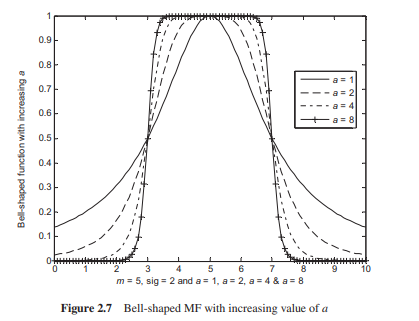 Bell-shaped function with increasing a
1
0.9
0.8
0.7
0.6
0.5
0.4
0.3
0.2
0.1
0
a = 1
a = 2
a = 4
a = 8
0 1 2 3 4 5 6 7 8 9 10
m = 5, sig = 2 and a = 1, a = 2, a = 4 & a = 8
Figure 2.7 Bell-shaped MF with increasing value of a